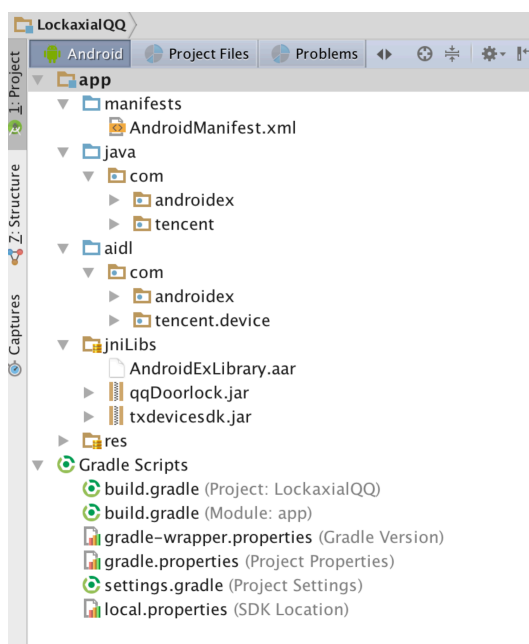 LockaxialQQ
Android Project Files Problems
1: Project
Z: Structure
Captures
app
manifests
AndroidManifest.xml
java
com
androidex
tencent
aidl
com
androidex
tencent.device
jniLibs
AndroidExLibrary.aar
qqDoorlock.jar
txdevicesdk.jar
res
Gradle Scripts
build.gradle (Project: LockaxialQQ)
build.gradle (Module: app)
gradle-wrapper.properties (Gradle Version)
gradle.properties (Project Properties)
settings.gradle (Project Settings)
local.properties (SDK Location)